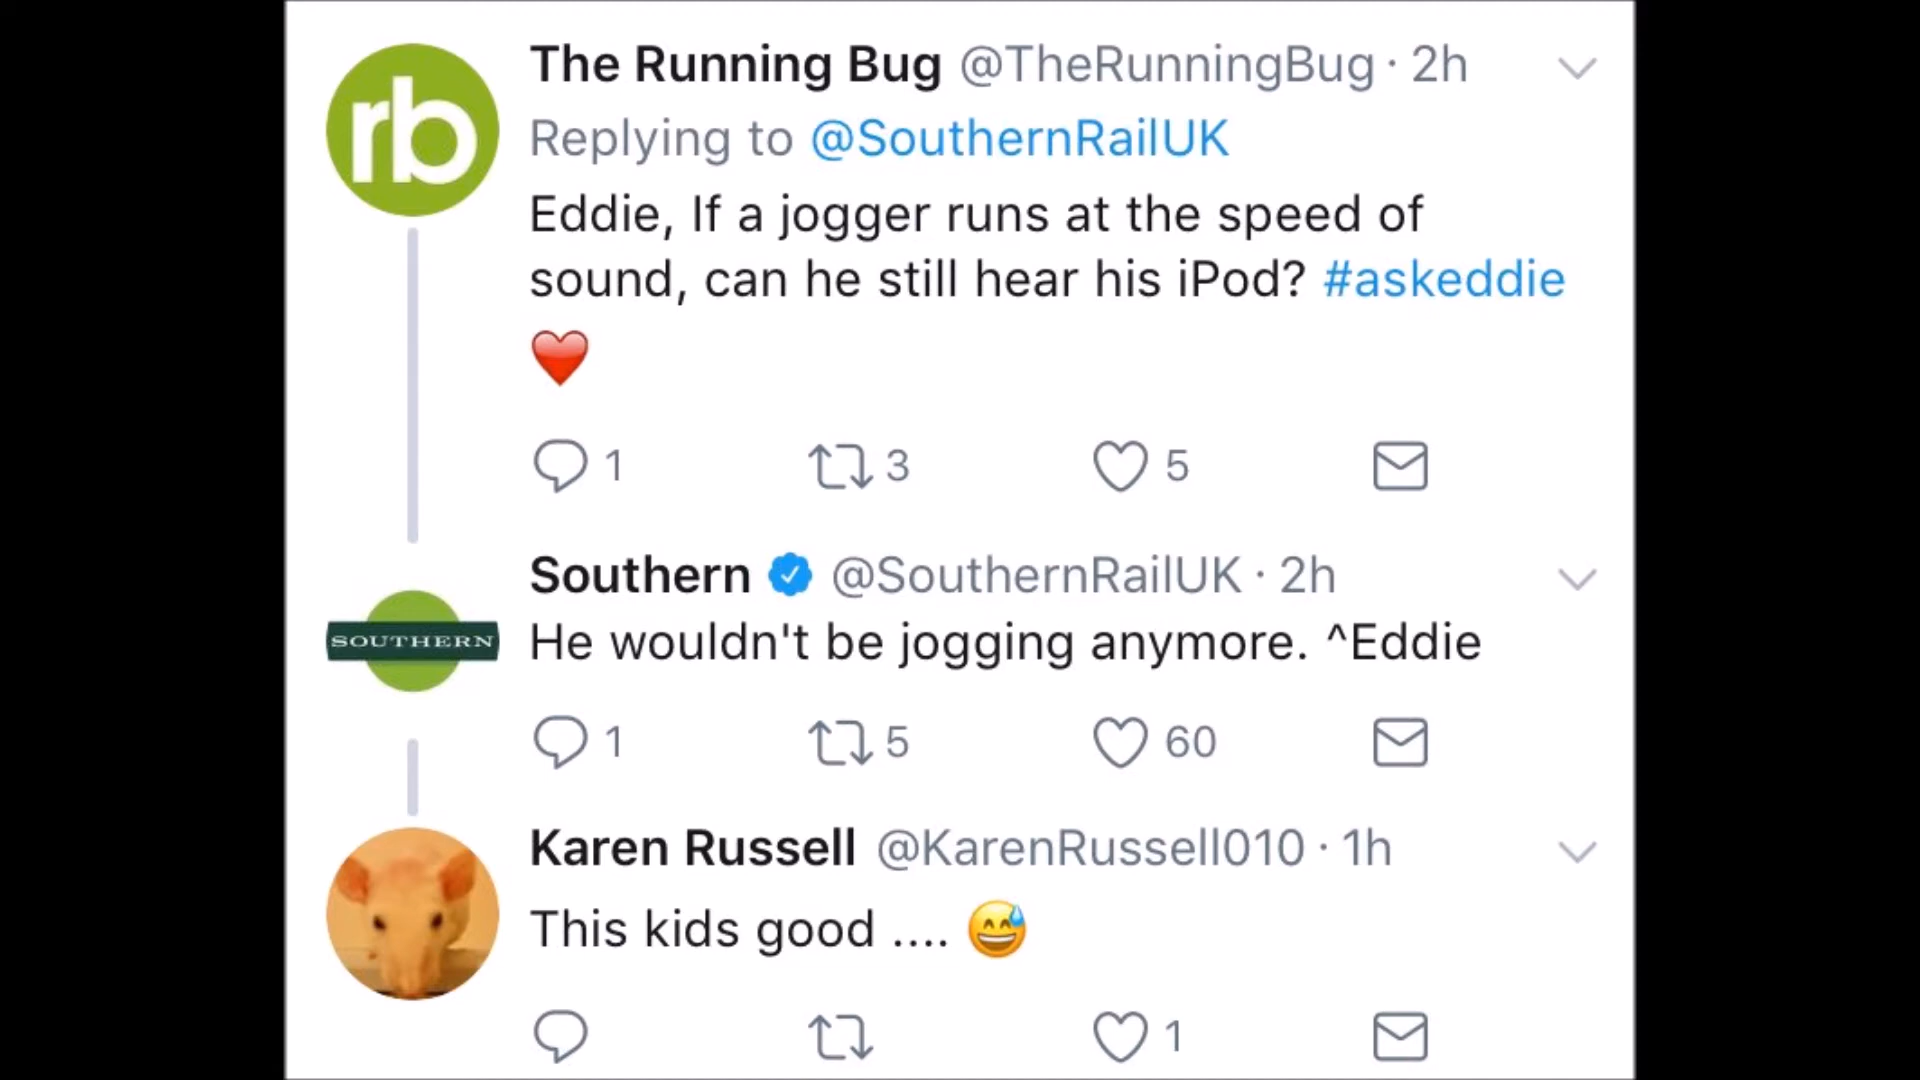 rb
The Running Bug @TheRunningBug · 2h
Replying to @SouthernRailUK
Eddie, If a jogger runs at the speed of
sound, can he still hear his iPod? #askeddie
❤️
1 3 5
Southern @SouthernRailUK · 2h
SOUTHERN
He wouldn't be jogging anymore. ^Eddie
1 5 60
Karen Russell @KarenRussell010 · 1h
This kids good .... 😅
1